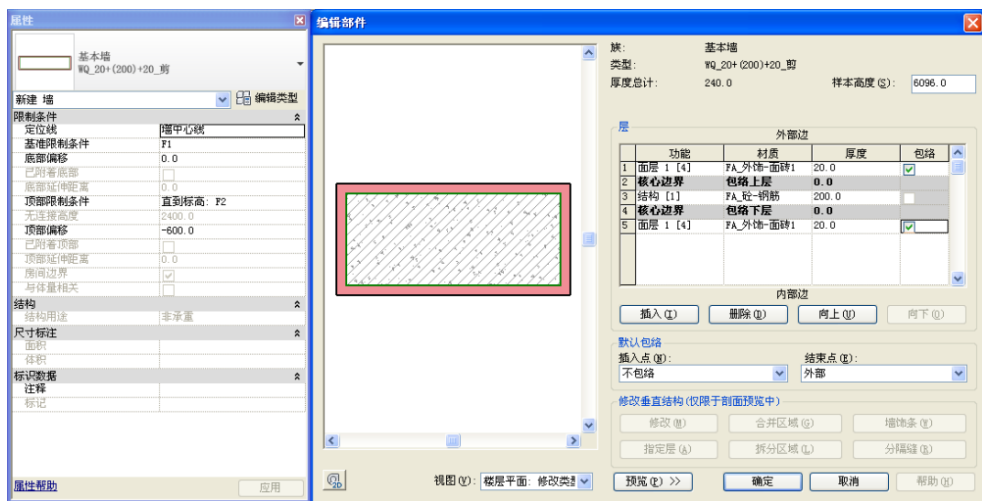 属性
基本墙
WQ_20+(200)+20_剪
新建 墙
编辑类型
限制条件
定位线 墙中心线
基准限制条件 F1
底部偏移 0.0
已附着底部
底部延伸距离 0.0
顶部限制条件 直到标高: F2
无连接高度 2400.0
顶部偏移 -600.0
已附着顶部
顶部延伸距离 0.0
房间边界
与体量相关
结构
结构用途 非承重
尺寸标注
面积
体积
标识数据
注释
标记
属性帮助
应用
编辑部件
族: 基本墙
类型: WQ_20+(200)+20_剪
厚度总计: 240.0 样本高度(S): 6096.0
层
外部边
功能 材质 厚度 包络
1 面层 1 [4] FA_外饰-面砖1 20.0
2 核心边界 包络上层 0.0
3 结构 [1] FA_砼-钢筋 200.0
4 核心边界 包络下层 0.0
5 面层 1 [4] FA_外饰-面砖1 20.0
内部边
插入(I) 删除(D) 向上(U) 向下(O)
默认包络
插入点(N): 结束点(E):
不包络 外部
修改垂直结构(仅限于剖面预览中)
修改(M) 合并区域(G) 墙饰条(W)
指定层(A) 拆分区域(L) 分隔缝(R)
视图(V): 楼层平面: 修改类 预览(P) >> 确定 取消 帮助(H)